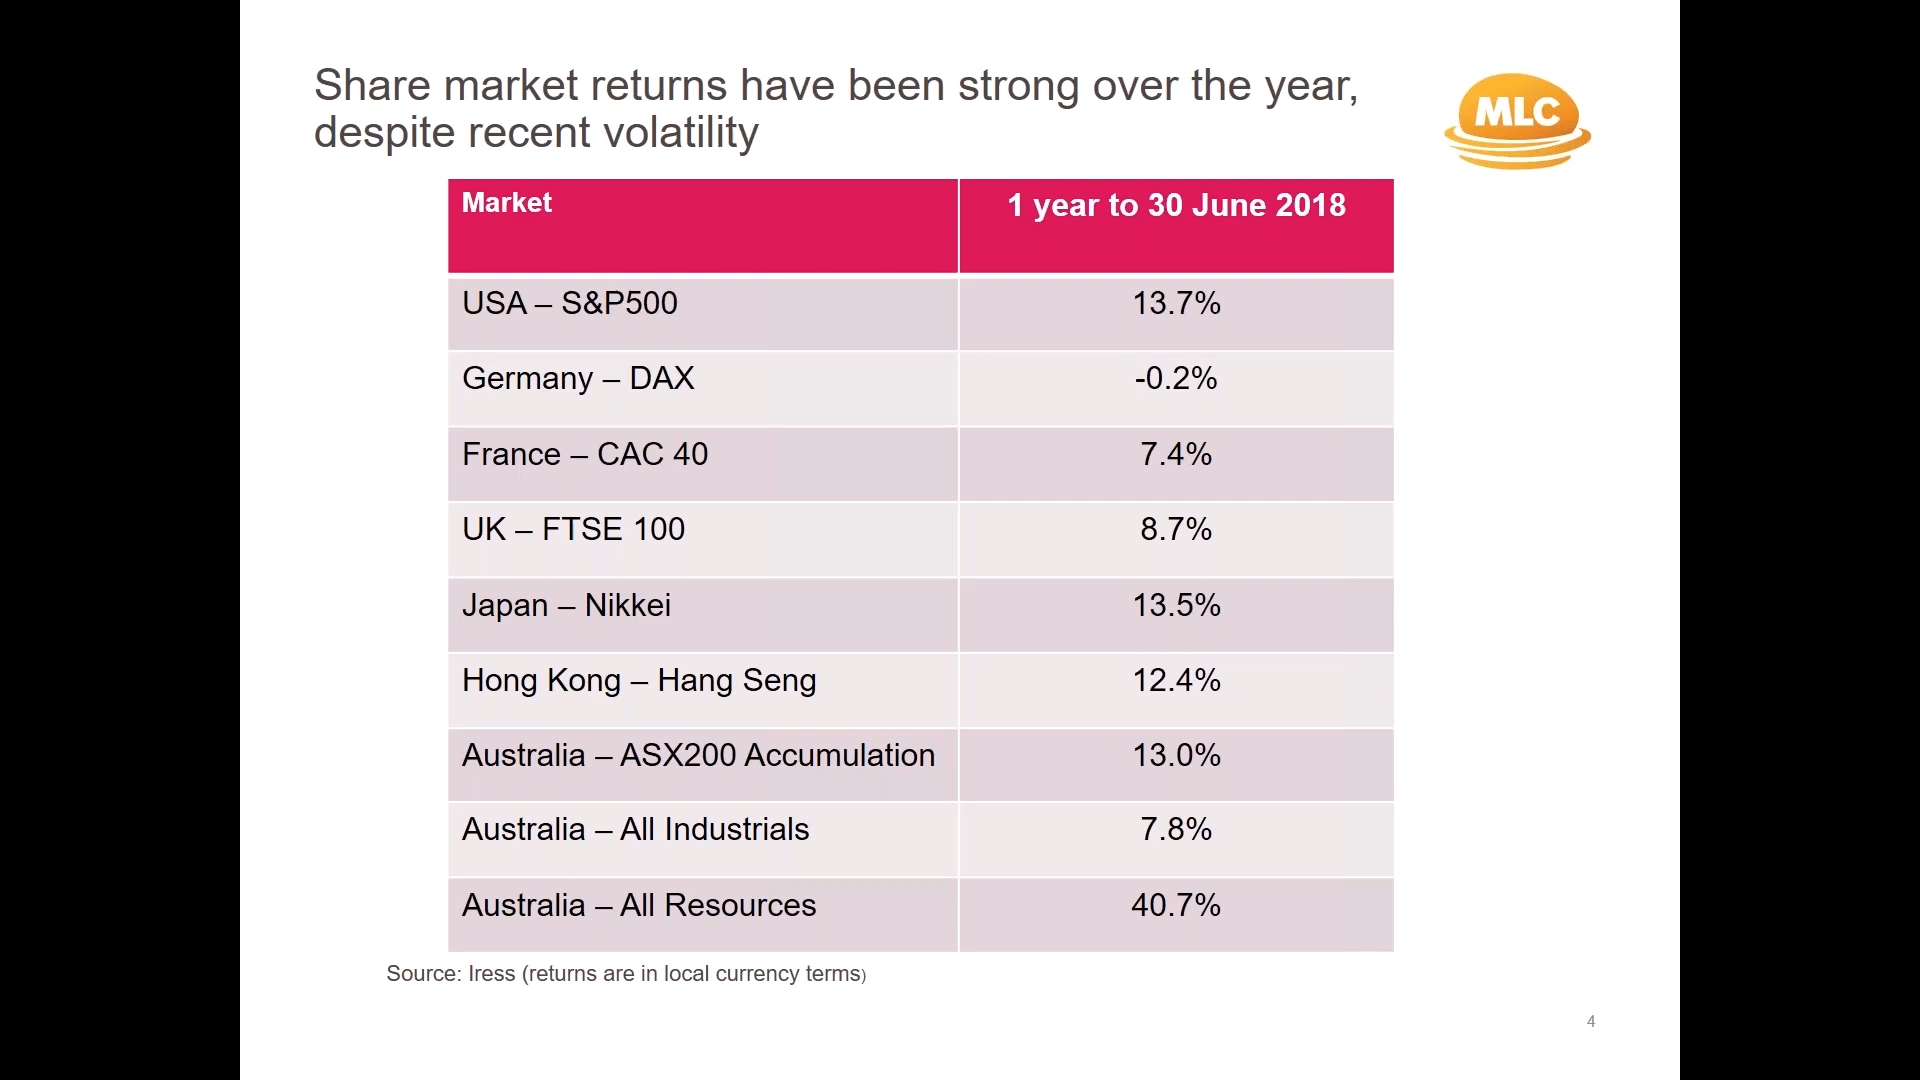 Share market returns have been strong over the year,
despite recent volatility
MLC
Market 1 year to 30 June 2018
USA – S&P500 13.7%
Germany – DAX -0.2%
France – CAC 40 7.4%
UK – FTSE 100 8.7%
Japan – Nikkei 13.5%
Hong Kong – Hang Seng 12.4%
Australia – ASX200 Accumulation 13.0%
Australia – All Industrials 7.8%
Australia – All Resources 40.7%
Source: Iress (returns are in local currency terms)
4